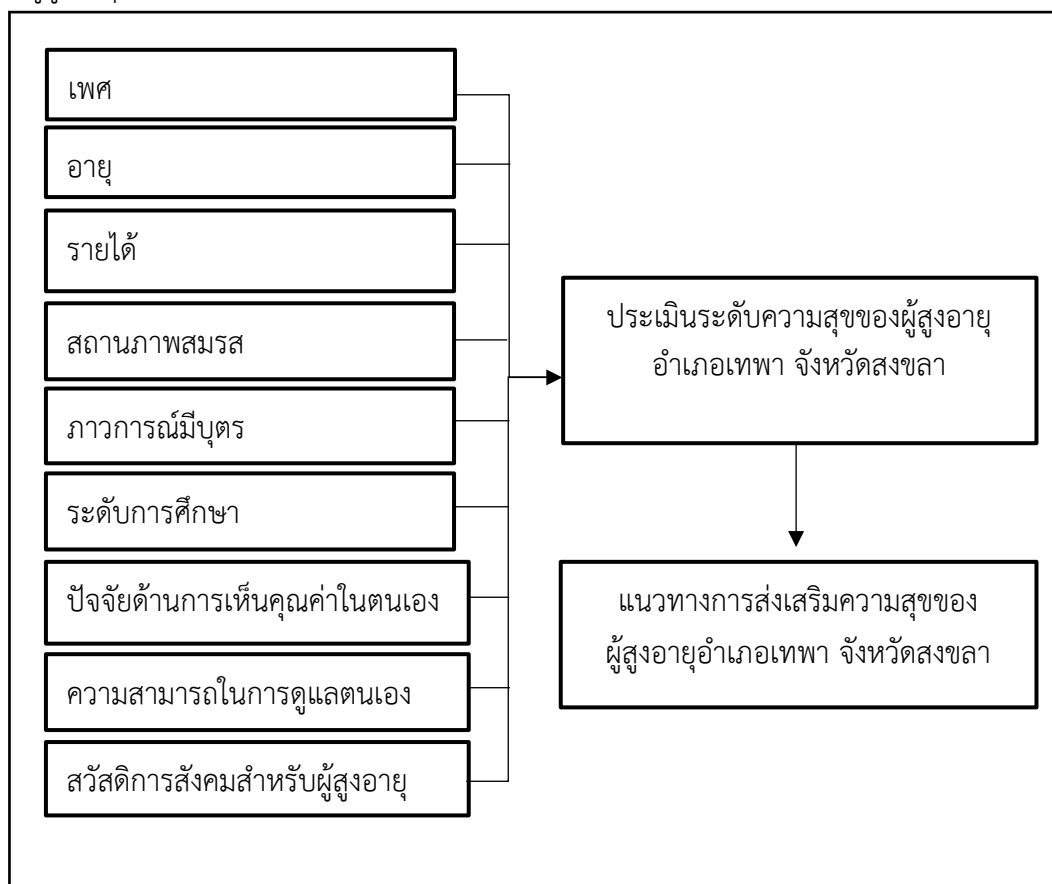 เพศ
อายุ
รายได้
สถานภาพสมรส
ภาวการณ์มีบุตร
ระดับการศึกษา
ปัจจัยด้านการเห็นคุณค่าในตนเอง
ความสามารถในการดูแลตนเอง
สวัสดิการสังคมสำหรับผู้สูงอายุ
ประเมินระดับความสุขของผู้สูงอายุ
อำเภอเทพา จังหวัดสงขลา
แนวทางการส่งเสริมความสุขของ
ผู้สูงอายุอำเภอเทพา จังหวัดสงขลา